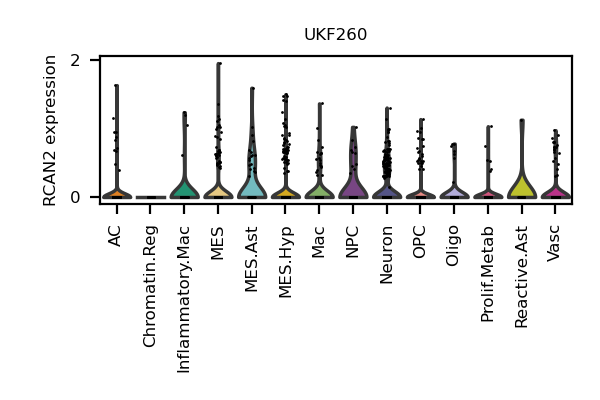 UKF260
RCAN2 expression
2
0
AC
Chromatin.Reg
Inflammatory.Mac
MES
MES.Ast
MES.Hyp
Mac
NPC
Neuron
OPC
Oligo
Prolif.Metab
Reactive.Ast
Vasc